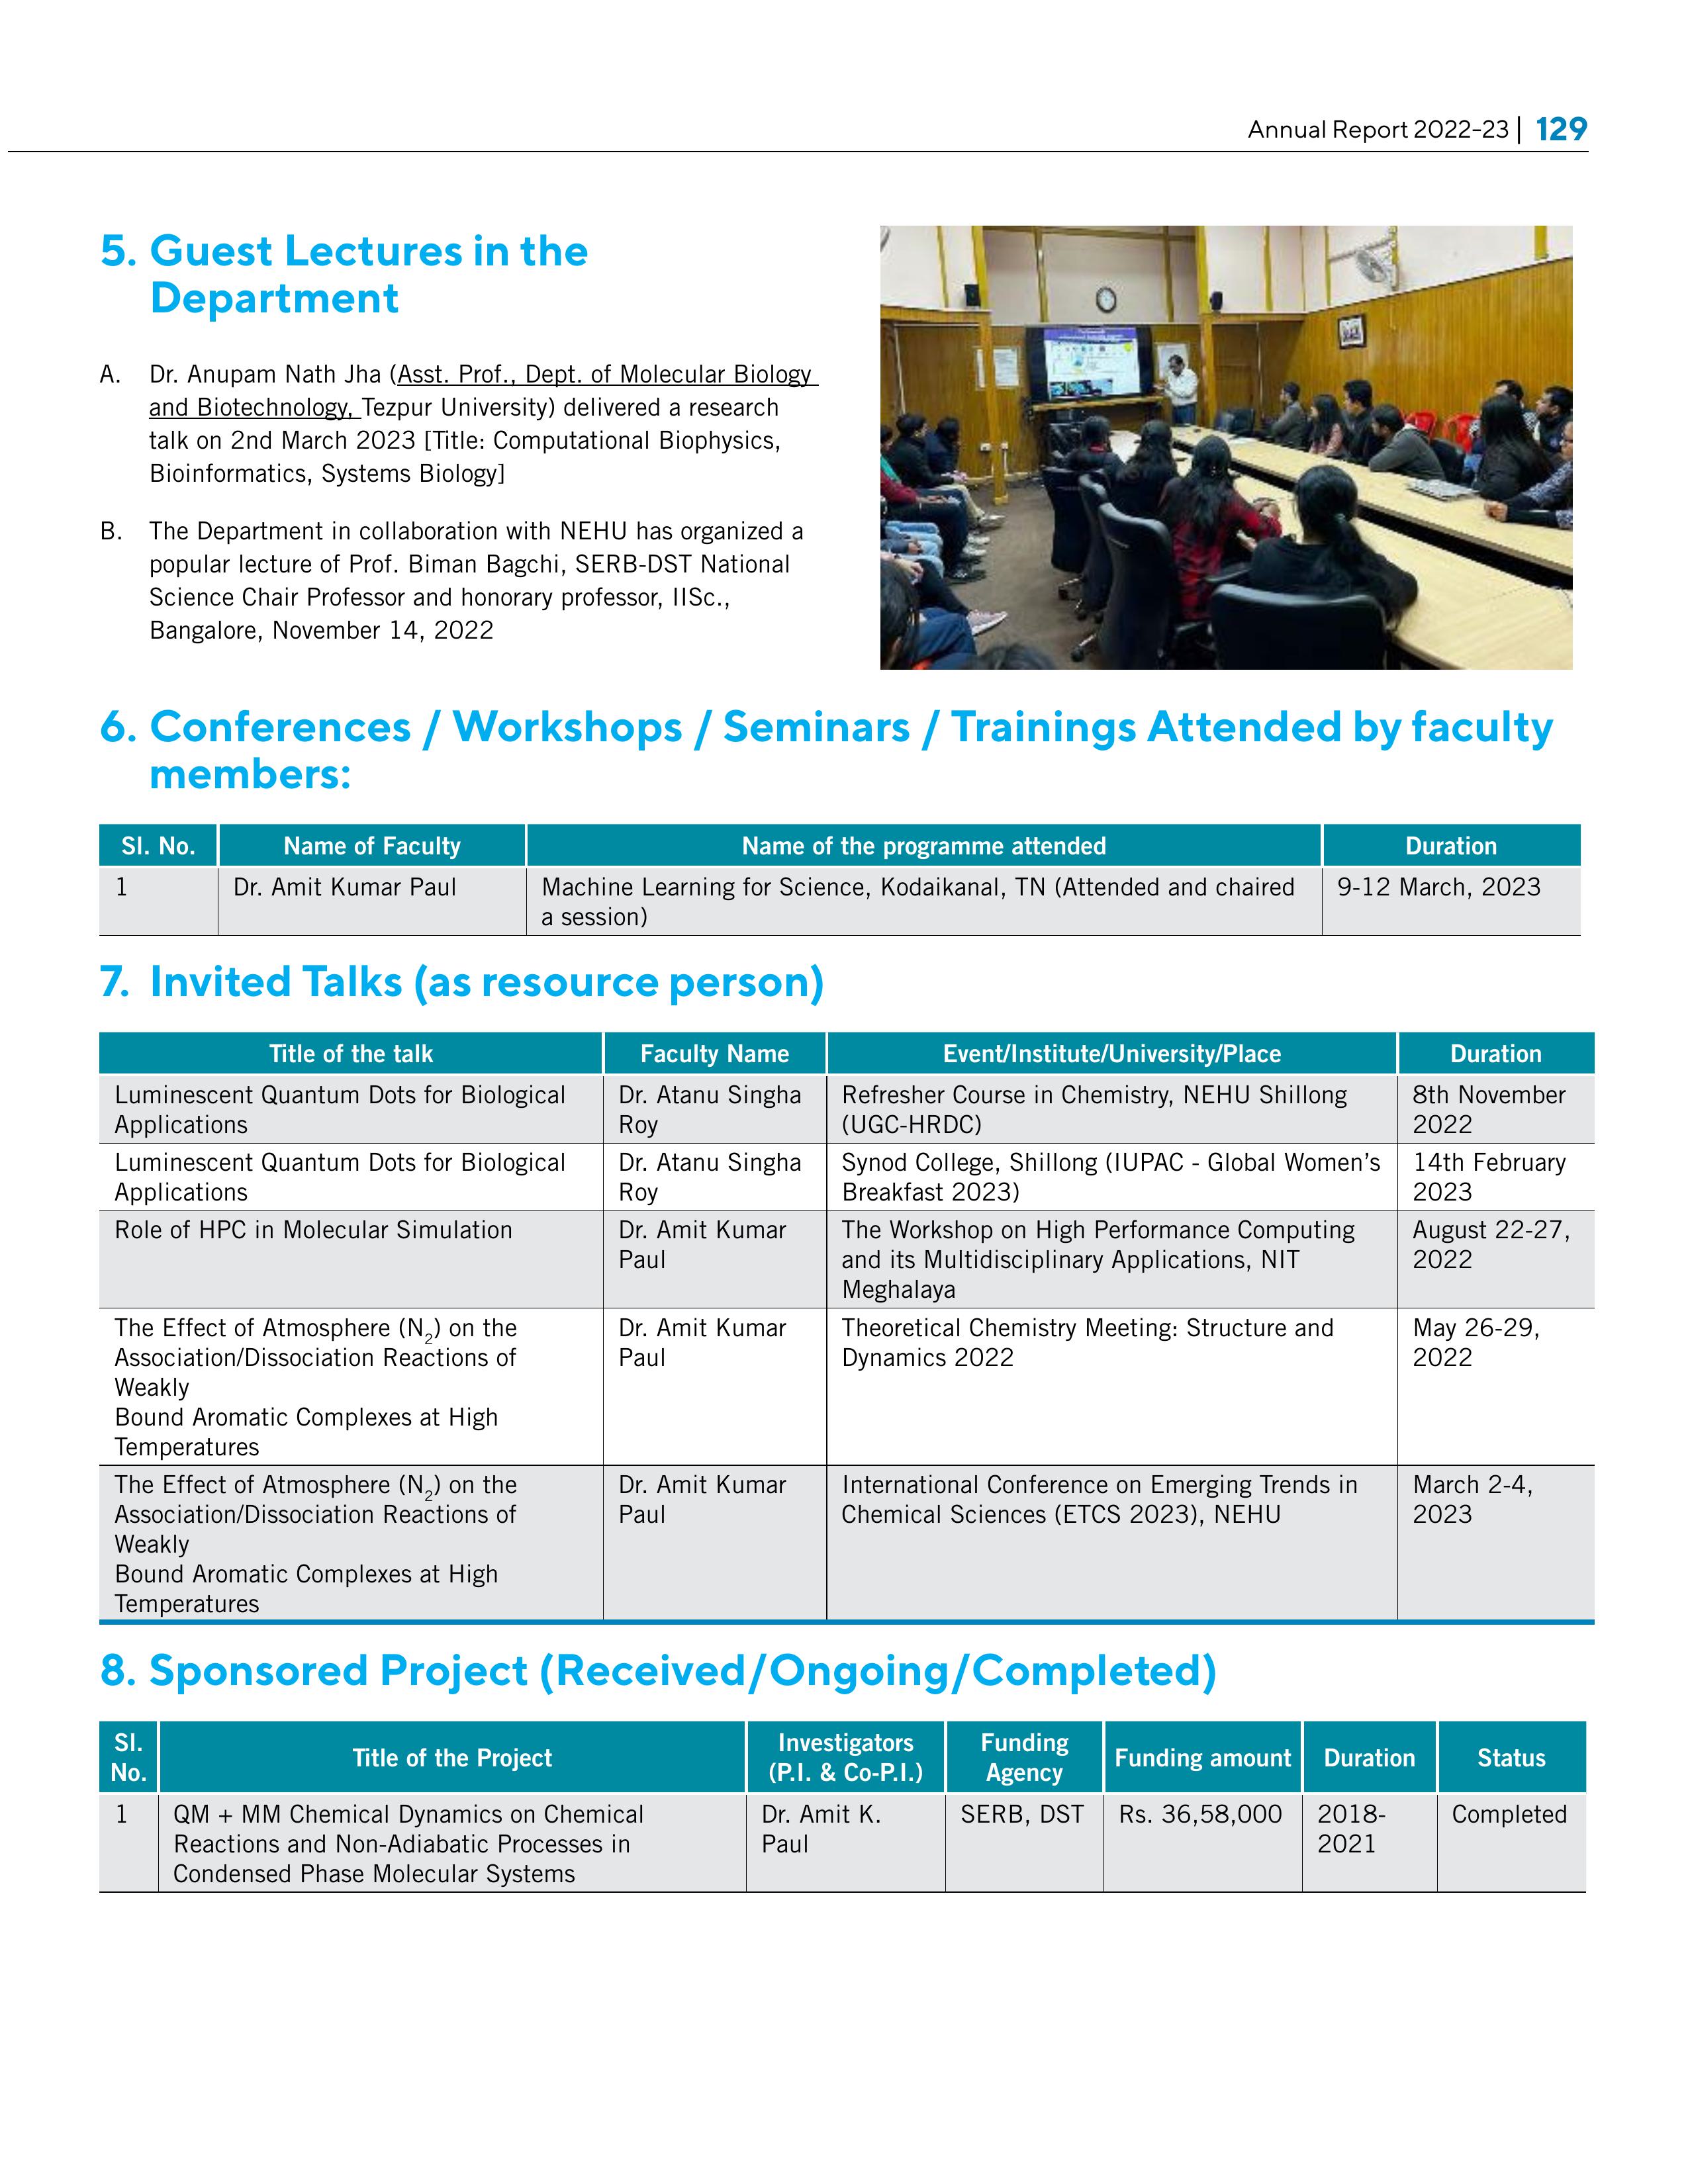 Annual Report 2022-23 | 129
5. Guest Lectures in the
Department
A. Dr. Anupam Nath Jha (Asst. Prof., Dept. of Molecular Biology
and Biotechnology, Tezpur University) delivered a research
talk on 2nd March 2023 [Title: Computational Biophysics,
Bioinformatics, Systems Biology]
B. The Department in collaboration with NEHU has organized a
popular lecture of Prof. Biman Bagchi, SERB-DST National
Science Chair Professor and honorary professor, IISc.,
Bangalore, November 14, 2022
6. Conferences / Workshops / Seminars / Trainings Attended by faculty
members:
Sl. No. Name of Faculty Name of the programme attended Duration
1 Dr. Amit Kumar Paul Machine Learning for Science, Kodaikanal, TN (Attended and chaired 9-12 March, 2023
a session)
7. Invited Talks (as resource person)
Title of the talk Faculty Name Event/Institute/University/Place Duration
Luminescent Quantum Dots for Biological Dr. Atanu Singha Refresher Course in Chemistry, NEHU Shillong 8th November
Applications Roy (UGC-HRDC) 2022
Luminescent Quantum Dots for Biological Dr. Atanu Singha Synod College, Shillong (IUPAC - Global Women’s 14th February
Applications Roy Breakfast 2023) 2023
Role of HPC in Molecular Simulation Dr. Amit Kumar The Workshop on High Performance Computing August 22-27,
Paul and its Multidisciplinary Applications, NIT 2022
Meghalaya
The Effect of Atmosphere (N₂) on the Dr. Amit Kumar Theoretical Chemistry Meeting: Structure and May 26-29,
Association/Dissociation Reactions of Paul Dynamics 2022 2022
Weakly
Bound Aromatic Complexes at High
Temperatures
The Effect of Atmosphere (N₂) on the Dr. Amit Kumar International Conference on Emerging Trends in March 2-4,
Association/Dissociation Reactions of Paul Chemical Sciences (ETCS 2023), NEHU 2023
Weakly
Bound Aromatic Complexes at High
Temperatures
8. Sponsored Project (Received/Ongoing/Completed)
Sl. Investigators Funding
No. Title of the Project (P.I. & Co-P.I.) Agency Funding amount Duration Status
1 QM + MM Chemical Dynamics on Chemical Dr. Amit K. SERB, DST Rs. 36,58,000 2018- Completed
Reactions and Non-Adiabatic Processes in Paul 2021
Condensed Phase Molecular Systems